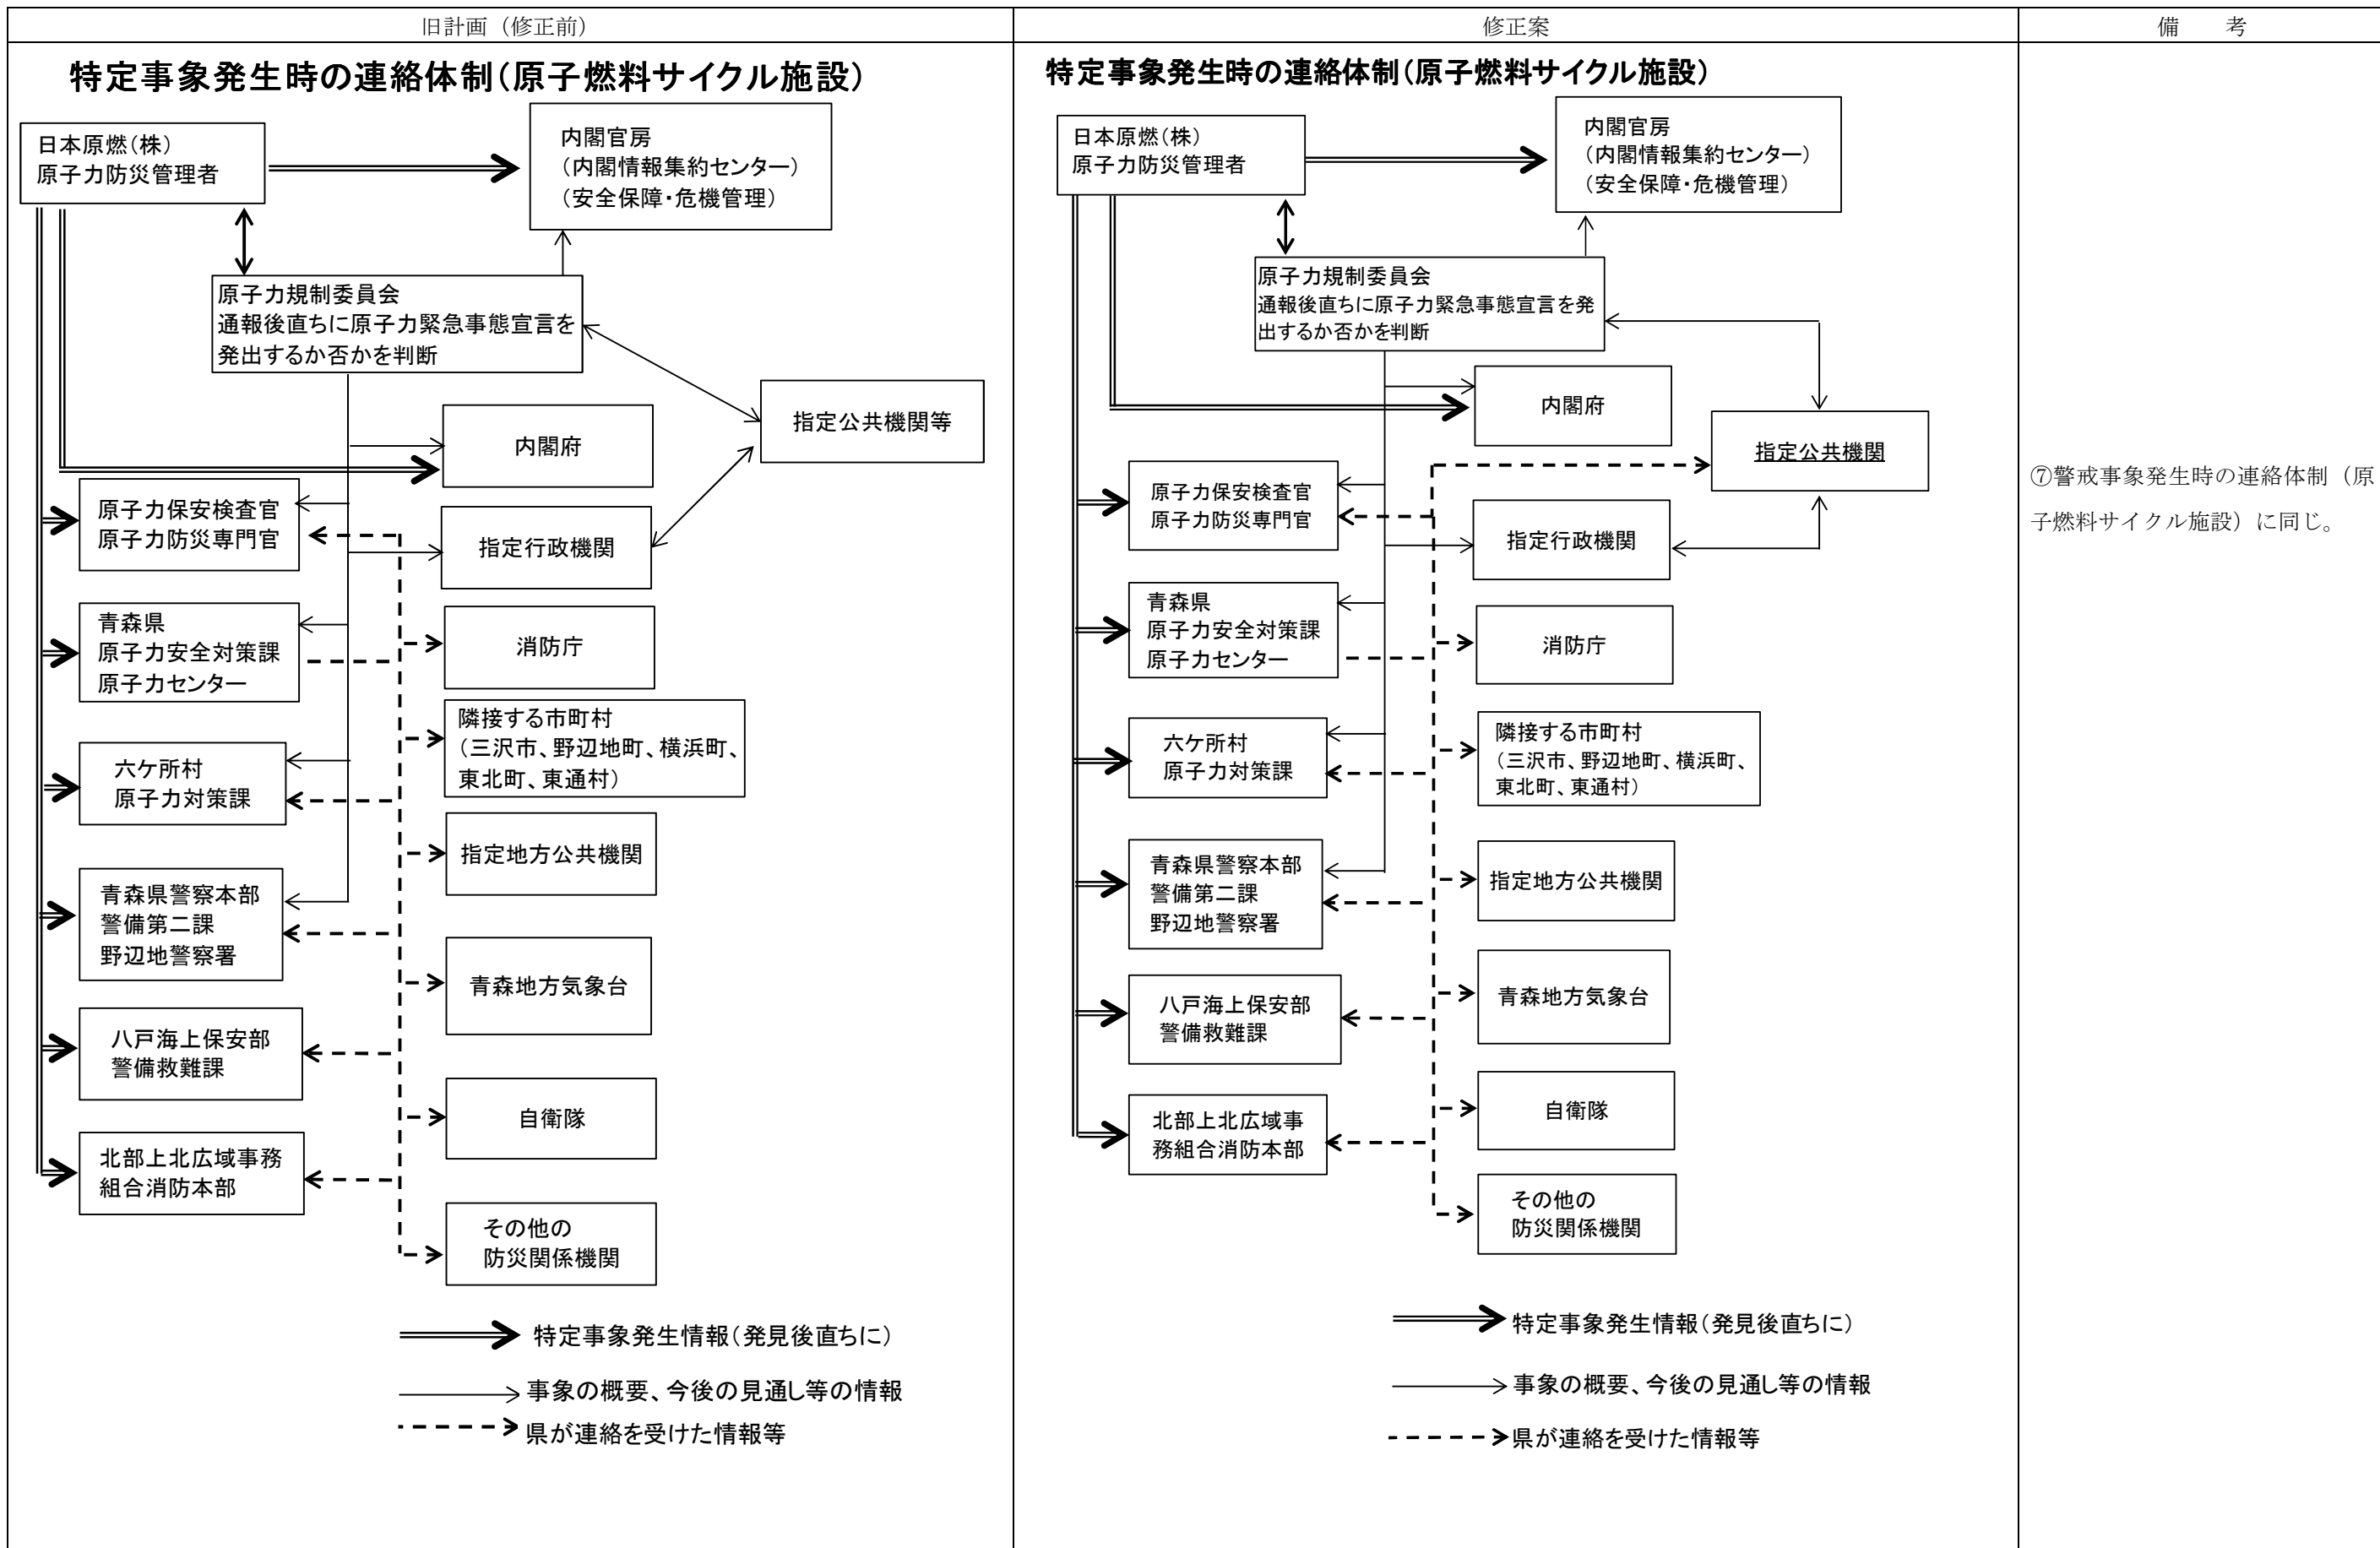 旧計画（修正前）
修正案
備　　考
特定事象発生時の連絡体制（原子燃料サイクル施設）
日本原燃（株）
原子力防災管理者
内閣官房
（内閣情報集約センター）
（安全保障・危機管理）
原子力規制委員会
通報後直ちに原子力緊急事態宣言を
発出するか否かを判断
指定公共機関等
内閣府
原子力保安検査官
原子力防災専門官
指定行政機関
青森県
原子力安全対策課
原子力センター
消防庁
隣接する市町村
（三沢市、野辺地町、横浜町、
東北町、東通村）
六ケ所村
原子力対策課
指定地方公共機関
青森県警察本部
警備第二課
野辺地警察署
青森地方気象台
八戸海上保安部
警備救難課
自衛隊
北部上北広域事務
組合消防本部
その他の
防災関係機関
特定事象発生情報（発見後直ちに）
事象の概要、今後の見通し等の情報
県が連絡を受けた情報等
特定事象発生時の連絡体制（原子燃料サイクル施設）
日本原燃（株）
原子力防災管理者
内閣官房
（内閣情報集約センター）
（安全保障・危機管理）
原子力規制委員会
通報後直ちに原子力緊急事態宣言を発
出するか否かを判断
内閣府
指定公共機関
原子力保安検査官
原子力防災専門官
指定行政機関
青森県
原子力安全対策課
原子力センター
消防庁
隣接する市町村
（三沢市、野辺地町、横浜町、
東北町、東通村）
六ケ所村
原子力対策課
指定地方公共機関
青森県警察本部
警備第二課
野辺地警察署
青森地方気象台
八戸海上保安部
警備救難課
自衛隊
北部上北広域事
務組合消防本部
その他の
防災関係機関
特定事象発生情報（発見後直ちに）
事象の概要、今後の見通し等の情報
県が連絡を受けた情報等
⑦警戒事象発生時の連絡体制（原
子燃料サイクル施設）に同じ。